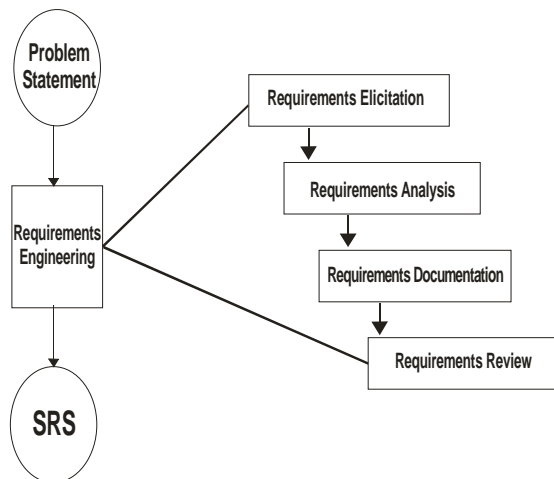 Problem
Statement
Requirements Elicitation
Requirements Analysis
Requirements
Engineering
Requirements Documentation
Requirements Review
SRS